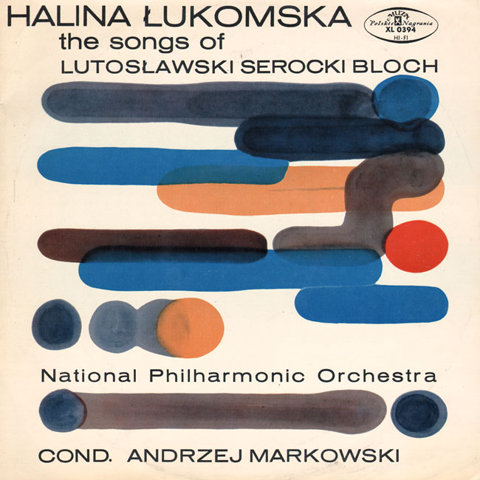 HALINA ŁUKOMSKA
the songs of
LUTOSŁAWSKI SEROCKI BLOCH
MUZA
Polskie Nagrania
XL 0394
HI-FI
National Philharmonic Orchestra
COND. ANDRZEJ MARKOWSKI